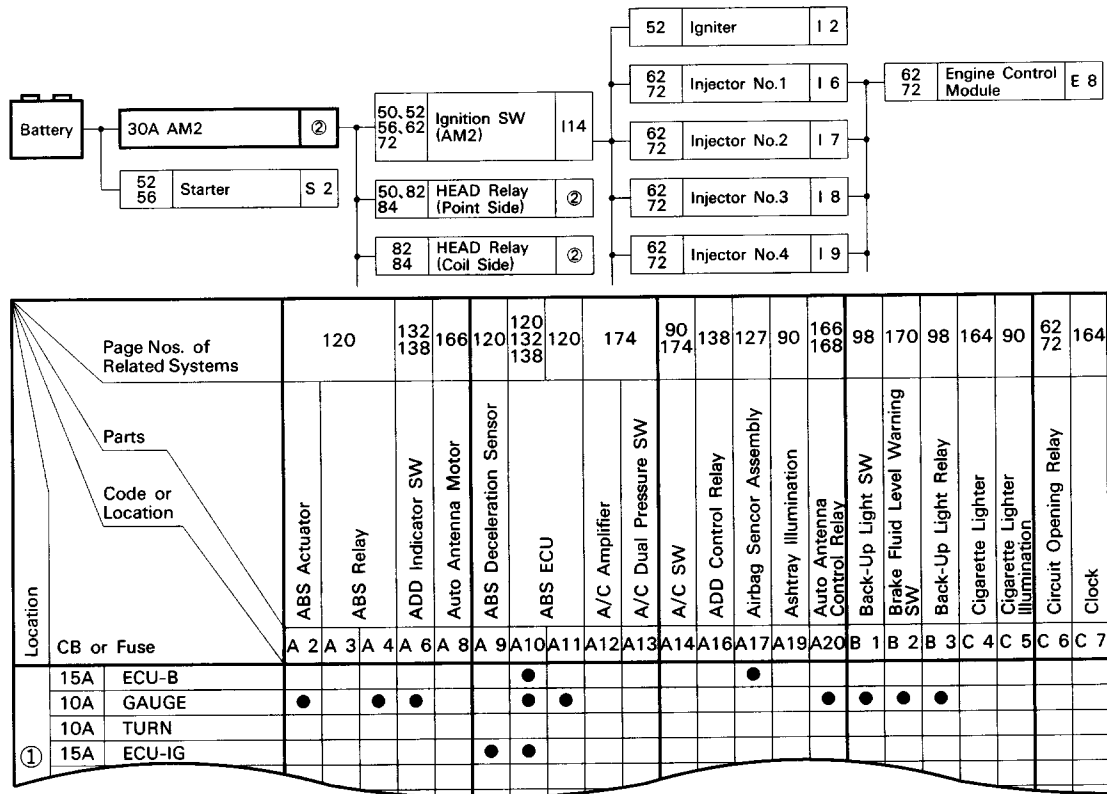 52 Igniter I 2
62 72 Injector No.1 I 6
62 72 Engine Control Module E 8
Battery
30A AM2 ②
50、52 56、62 72 Ignition SW (AM2) I14
62 72 Injector No.2 I 7
52 56 Starter S 2
50、82 84 HEAD Relay (Point Side) ②
62 72 Injector No.3 I 8
82 84 HEAD Relay (Coil Side) ②
62 72 Injector No.4 I 9
Page Nos. of Related Systems
120 132 138 166 120 120 132 138 120 174 90 174 138 127 90 166 168 98 170 98 164 90 62 72 164
Parts
Code or Location
Location
ABS Actuator
ABS Relay
ADD Indicator SW
Auto Antenna Motor
ABS Deceleration Sensor
ABS ECU
A/C Amplifier
A/C Dual Pressure SW
A/C SW
ADD Control Relay
Airbag Sencor Assembly
Ashtray Illumination
Auto Antenna Control Relay
Back-Up Light SW
Brake Fluid Level Warning SW
Back-Up Light Relay
Cigarette Lighter
Cigarette Lighter Illumination
Circuit Opening Relay
Clock
CB or Fuse A 2 A 3 A 4 A 6 A 8 A 9 A10 A11 A12 A13 A14 A16 A17 A19 A20 B 1 B 2 B 3 C 4 C 5 C 6 C 7
15A ECU-B ● ●
10A GAUGE ● ● ● ● ● ● ● ● ●
10A TURN
① 15A ECU-IG ● ●